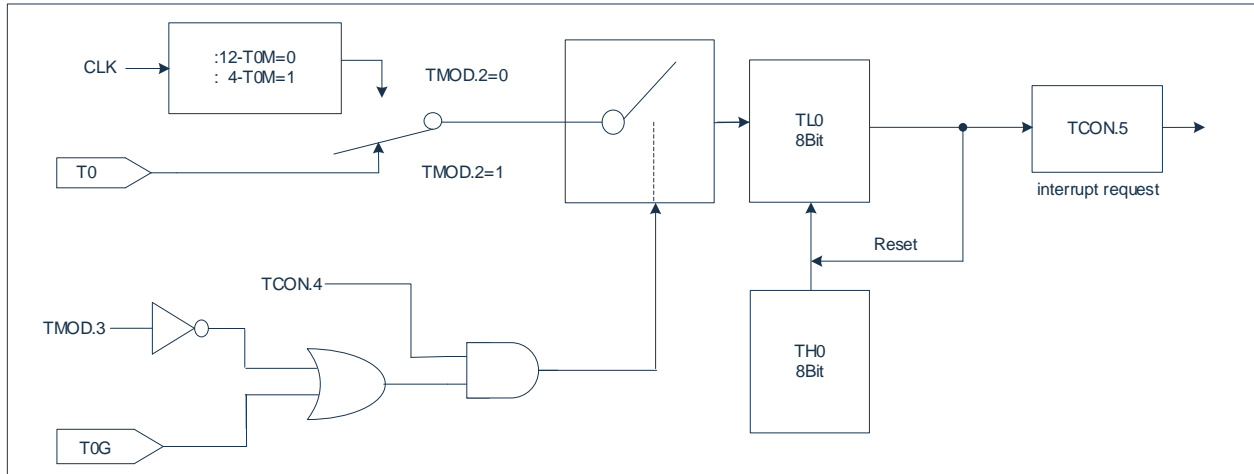 :12-T0M=0
CLK
: 4-T0M=1
TMOD.2=0
TL0
8Bit
TCON.5
T0
TMOD.2=1
interrupt request
Reset
TCON.4
TMOD.3
TH0
8Bit
T0G